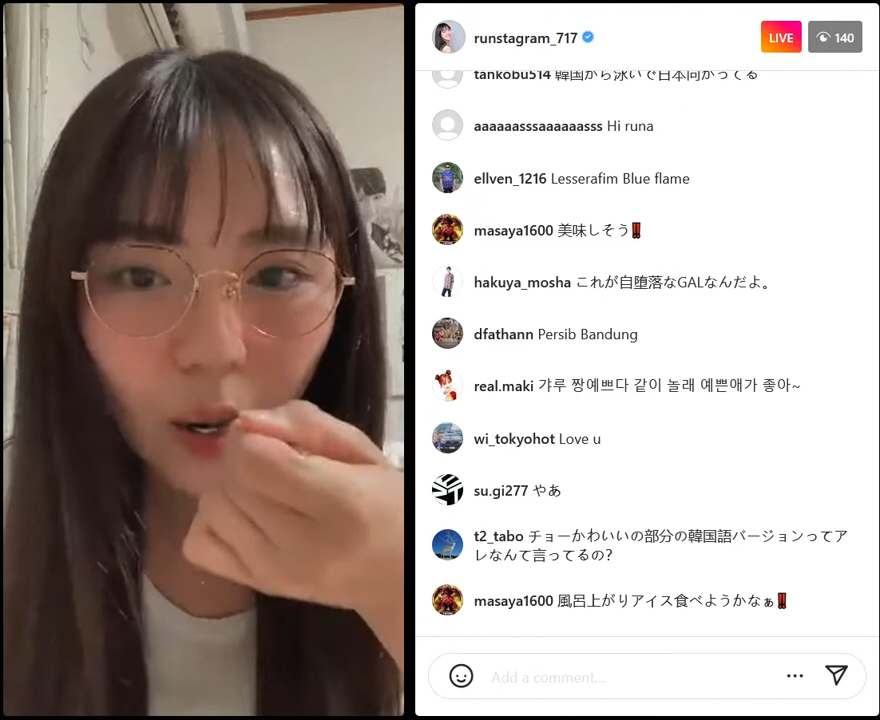 runstagram_717
LIVE
140
tankobu514 韓国から泳いで日本向かってる
aaaaaasssaaaaaasss Hi runa
ellven_1216 Lesserafim Blue flame
masaya1600 美味しそう‼️
hakuya_mosha これが自堕落なGALなんだよ。
dfathann Persib Bandung
real.maki 갸루 짱예쁘다 같이 놀래 예쁜애가 좋아~
wi_tokyohot Love u
su.gi277 やあ
t2_tabo チョーかわいいの部分の韓国語バージョンってア
レなんて言ってるの?
masaya1600 風呂上がりアイス食べようかなぁ‼️
Add a comment...